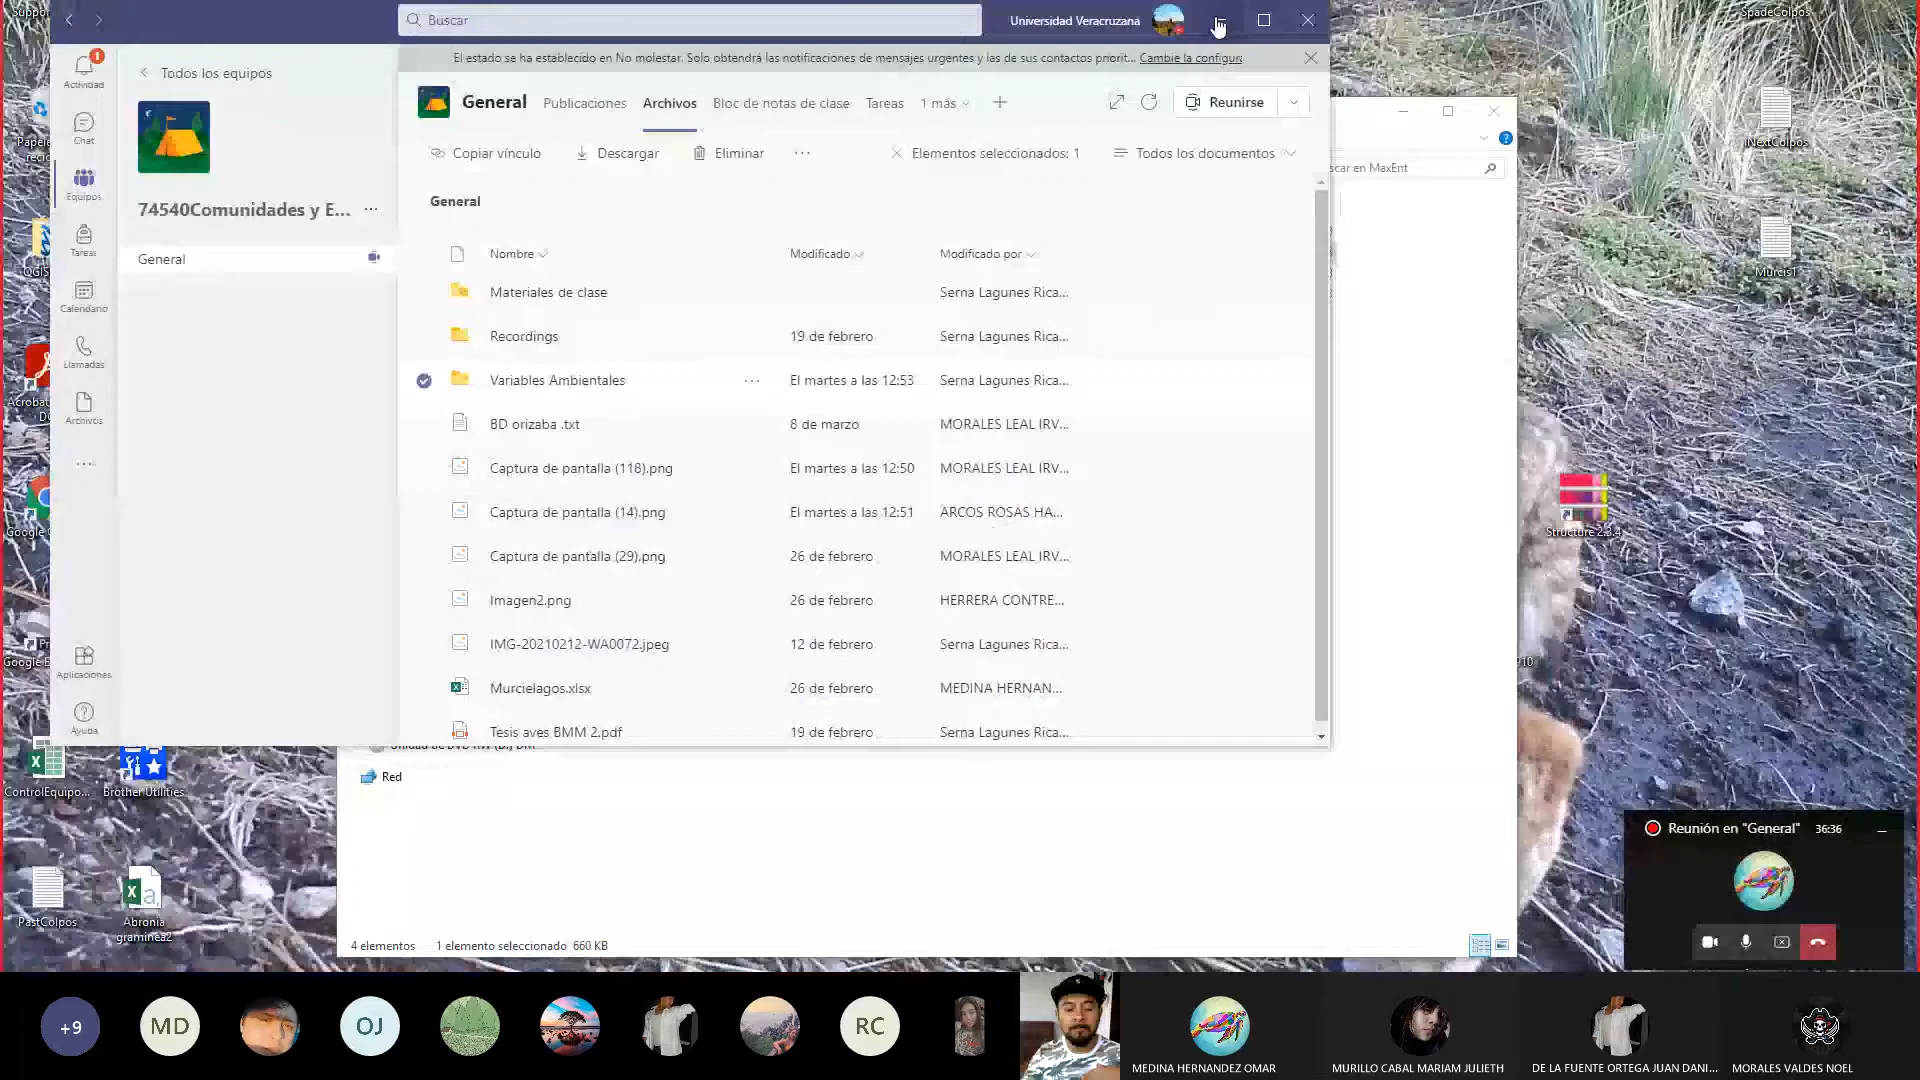 Buscar
Universidad Veracruzana
SpadeColpos
El estado se ha establecido en No molestar. Solo obtendrá las notificaciones de mensajes urgentes y las de sus contactos priorit... Cambie la configura
Actividad
1
Todos los equipos
General
Publicaciones
Archivos
Bloc de notas de clase
Tareas
1 más
Reunirse
Chat
Copiar vínculo
Descargar
Eliminar
Elementos seleccionados: 1
Todos los documentos
scar en MaxEnt
NextColpos
Equipos
74540Comunidades y E...
General
Tareas
General
Nombre
Modificado
Modificado por
QGIS
Murcis1
Calendario
Materiales de clase
Serna Lagunes Rica...
Recordings
19 de febrero
Serna Lagunes Rica...
Llamadas
Variables Ambientales
El martes a las 12:53
Serna Lagunes Rica...
Acrobat
Archivos
BD orizaba .txt
8 de marzo
MORALES LEAL IRV...
Captura de pantalla (118).png
El martes a las 12:50
MORALES LEAL IRV...
Captura de pantalla (14).png
El martes a las 12:51
ARCOS ROSAS HA...
Google
Structure 2.3.4
Captura de pantalla (29).png
26 de febrero
MORALES LEAL IRV...
Imagen2.png
26 de febrero
HERRERA CONTRE...
IMG-20210212-WA0072.jpeg
12 de febrero
Serna Lagunes Rica...
Aplicaciones
Murcielagos.xlsx
26 de febrero
MEDINA HERNAN...
Ayuda
Tesis aves BMM 2.pdf
19 de febrero
Serna Lagunes Rica...
Red
ControlEquipo...
Brother Utilities
Reunión en "General"
36:36
PastColpos
Abronia
graminea2
4 elementos
1 elemento seleccionado 660 KB
+9
MD
OJ
RC
MEDINA HERNANDEZ OMAR
MURILLO CABAL MARIAM JULIETH
DE LA FUENTE ORTEGA JUAN DANI...
MORALES VALDES NOEL